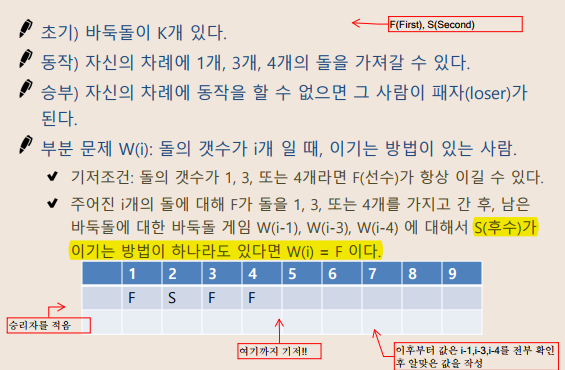 F(First), S(Second)
초기) 바둑돌이 K개 있다.
동작) 자신의 차례에 1개, 3개, 4개의 돌을 가져갈 수 있다.
승부) 자신의 차례에 동작을 할 수 없으면 그 사람이 패자(loser)가
된다.
부분 문제 W(i): 돌의 갯수가 i개 일 때, 이기는 방법이 있는 사람.
기저조건: 돌의 갯수가 1, 3, 또는 4개라면 F(선수)가 항상 이길 수 있다.
주어진 i개의 돌에 대해 F가 돌을 1, 3, 또는 4개를 가지고 간 후, 남은
바둑돌에 대한 바둑돌 게임 W(i-1), W(i-3), W(i-4) 에 대해서 S(후수)가
이기는 방법이 하나라도 있다면 W(i) = F 이다.
1 2 3 4 5 6 7 8 9
F S F F
승리자를 적음
여기까지 기저!!
이후부터 값은 i-1,i-3,i-4를 전부 확인
후 알맞은 값을 작성